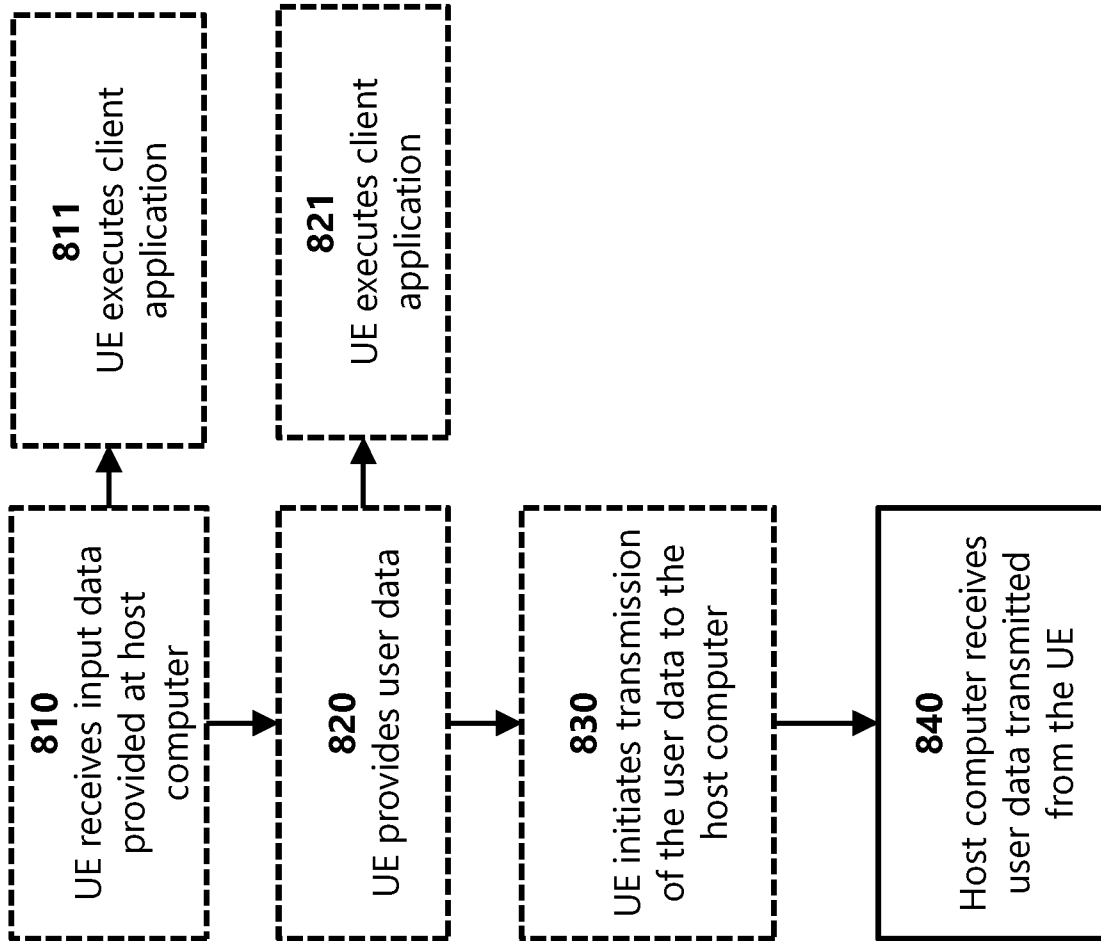 810
UE receives input data
provided at host
computer
811
UE executes client
application
820
UE provides user data
821
UE executes client
application
830
UE initiates transmission
of the user data to the
host computer
840
Host computer receives
user data transmitted
from the UE